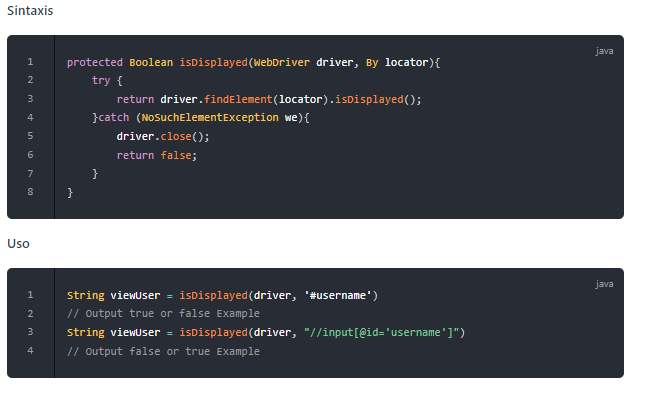 Sintaxis
java
1 protected Boolean isDisplayed(WebDriver driver, By locator){
2 try {
3 return driver.findElement(locator).isDisplayed();
4 }catch (NoSuchElementException we){
5 driver.close();
6 return false;
7 }
8 }
Uso
java
1 String viewUser = isDisplayed(driver, '#username')
2 // Output true or false Example
3 String viewUser = isDisplayed(driver, "//input[@id='username']")
4 // Output false or true Example